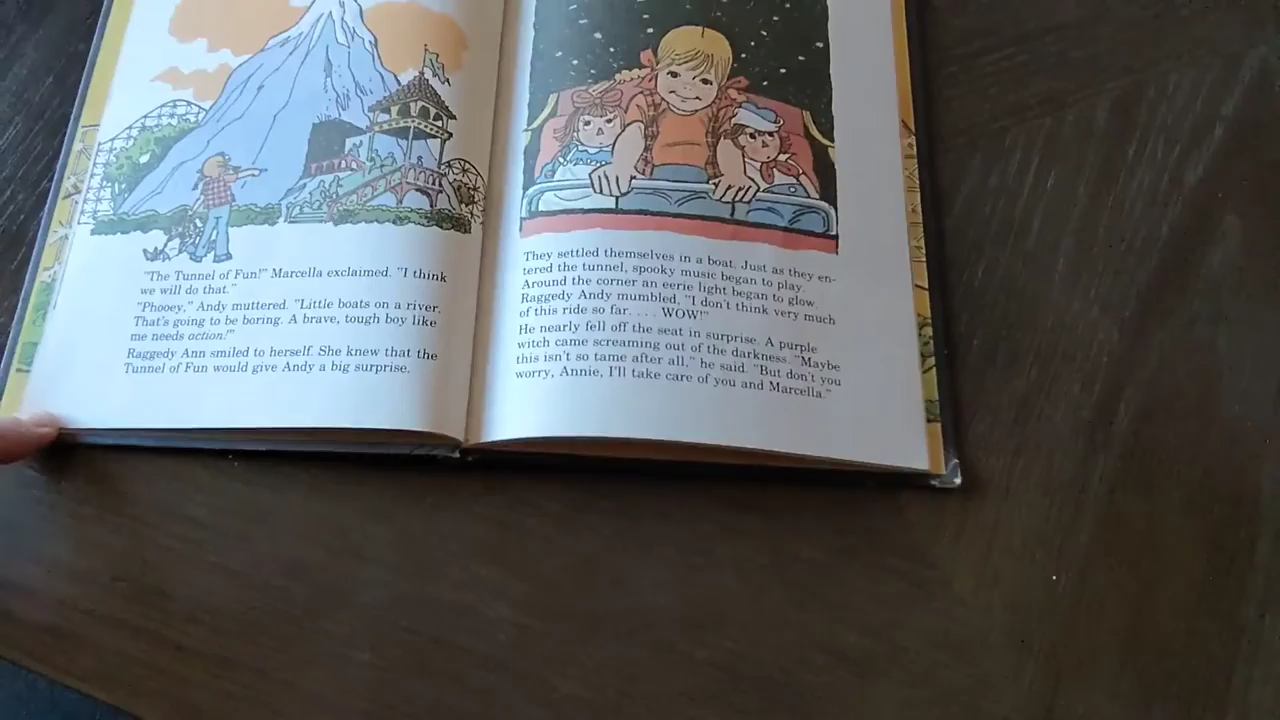 "The Tunnel of Fun!" Marcella exclaimed. "I think
we will do that."
"Phooey," Andy muttered. "Little boats on a river.
That's going to be boring. A brave, tough boy like
me needs action!"
Raggedy Ann smiled to herself. She knew that the
Tunnel of Fun would give Andy a big surprise.
They settled themselves in a boat. Just as they en-
tered the tunnel, spooky music began to play.
Around the corner an eerie light began to glow.
Raggedy Andy mumbled, "I don't think very much
of this ride so far. . . . WOW!"
He nearly fell off the seat in surprise. A purple
witch came screaming out of the darkness. "Maybe
this isn't so tame after all," he said. "But don't you
worry, Annie, I'll take care of you and Marcella."